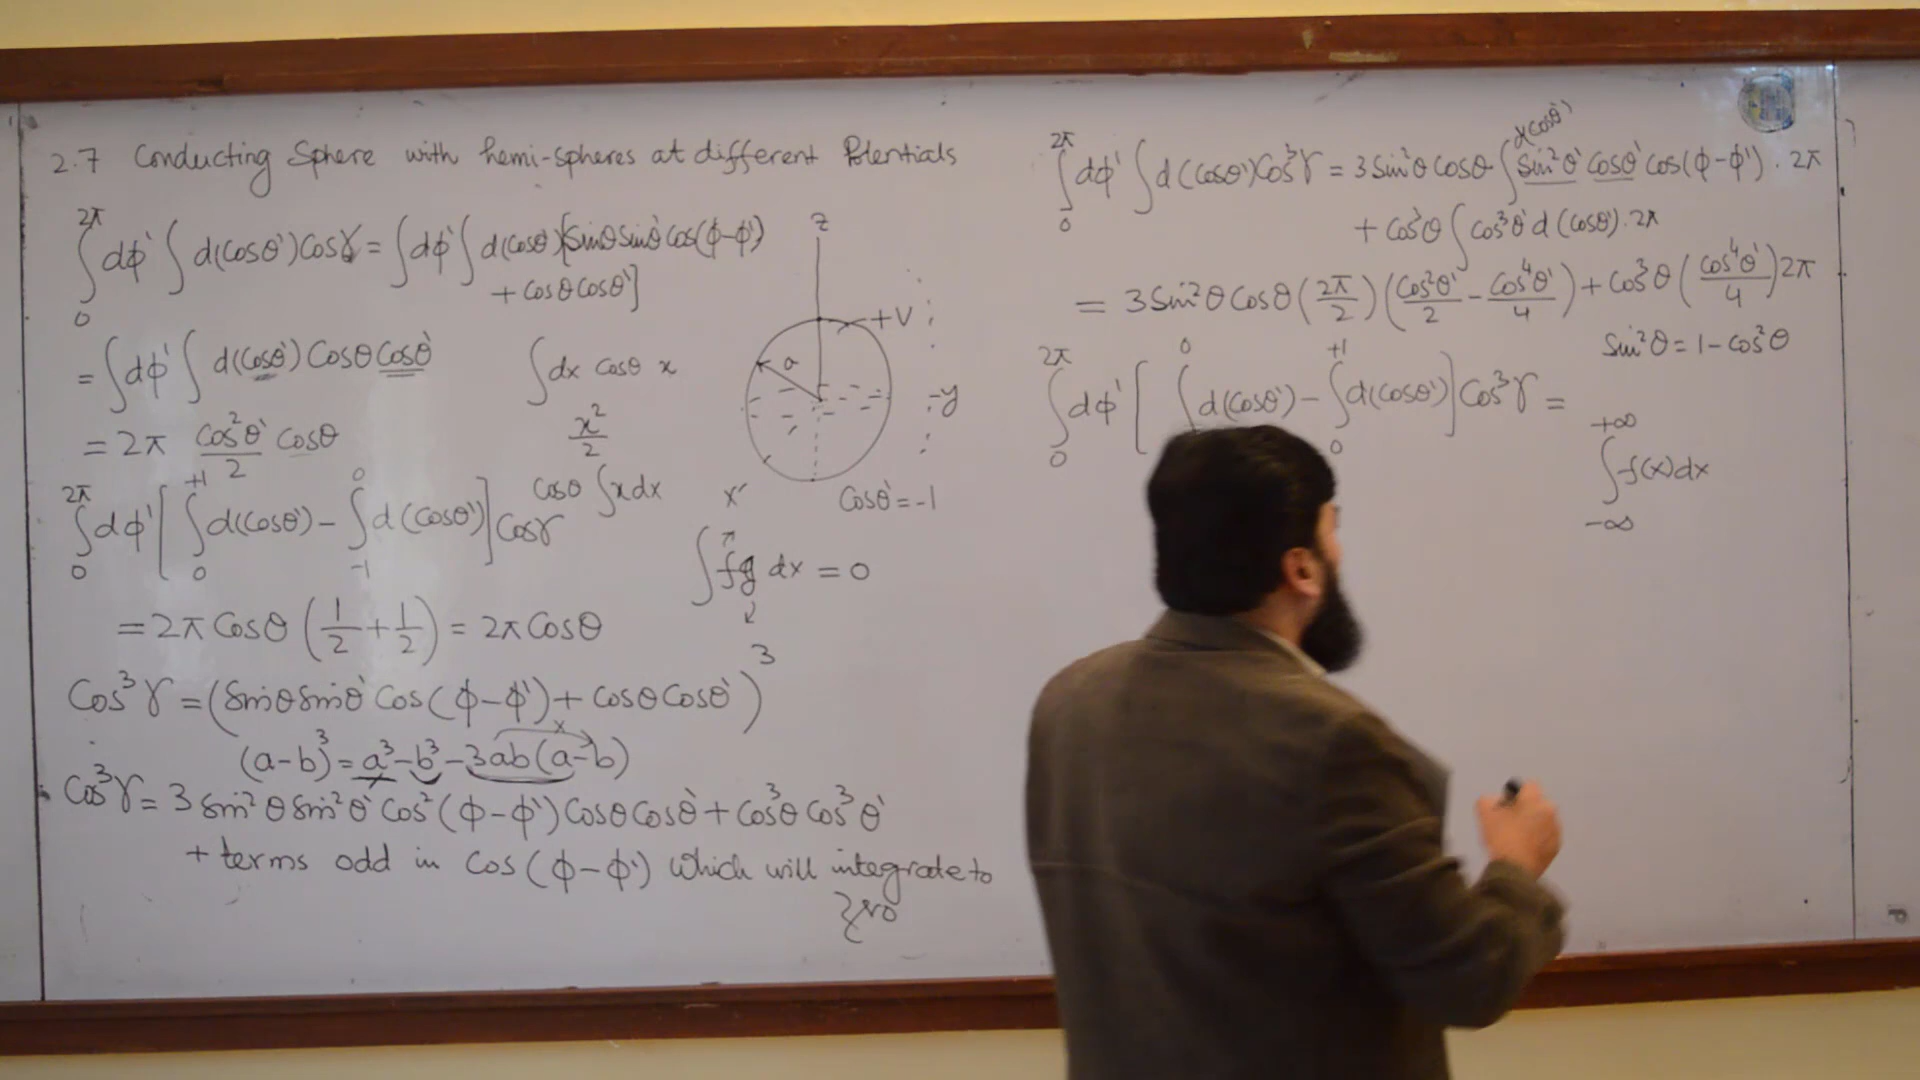 2.7 Conducting Sphere with hemi-spheres at different Potentials
∫₀^{2π} dϕ' ∫ d(cosθ') Cosγ = ∫dϕ' ∫ d(cosθ')[sinθ sinθ' cos(ϕ-ϕ')
+ cosθ cosθ']
= ∫dϕ' ∫ d(cosθ') Cosθ Cosθ'
= 2π cos²θ'/2 cosθ
∫₀^{2π} dϕ' [∫₀^{+1} d(cosθ') - ∫₋₁^{0} d(cosθ')] Cosγ
= 2π Cosθ (1/2 + 1/2) = 2π Cosθ
∫dx cosθ x
x²/2
cosθ ∫x dx
z
+V
a
y
x
Cosθ' = -1
∫fg dx = 0
Cos³γ = (Sinθ Sinθ' Cos(ϕ-ϕ') + cosθ Cosθ')³
(a-b)³ = a³ - b³ - 3ab(a-b)
Cos³γ = 3 Sin²θ Sin²θ' Cos²(ϕ-ϕ') Cosθ Cosθ' + Cos³θ Cos³θ'
+ terms odd in Cos(ϕ-ϕ') which will integrate to
zero
d(cosθ')
∫₀^{2π} dϕ' ∫ d(cosθ') Cos³γ = 3 Sin²θ cosθ ∫ Sin²θ' cosθ' cos(ϕ-ϕ') · 2π
+ Cos³θ ∫ cos³θ' d(cosθ') · 2π
= 3 Sin²θ Cosθ (2π/2) (Cos²θ'/2 - Cos⁴θ'/4) + Cos³θ (cos⁴θ'/4) 2π
Sin²θ = 1 - cos²θ
∫₀^{2π} dϕ' [∫^{0} d(cosθ') - ∫₀^{+1} d(cosθ')] Cos³γ =
∫₋∞^{+∞} f(x)dx